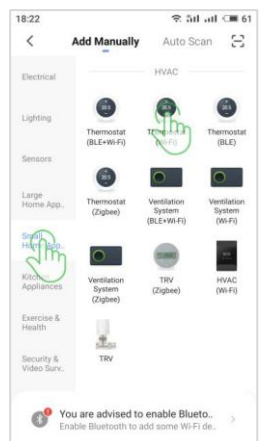 18:22
61
Add Manually Auto Scan
HVAC
Electrical
Lighting
Sensors
Large
Home App..
Small
Home App..
Kitchen
Appliances
Exercise &
Health
Security &
Video Surv..
Thermostat
(BLE+Wi-Fi)
Thermostat
(Wi-Fi)
Thermostat
(BLE)
Thermostat
(Zigbee)
Ventilation
System
(BLE+Wi-Fi)
Ventilation
System
(Wi-Fi)
Ventilation
System
(Zigbee)
TRV
(Zigbee)
HVAC
(Wi-Fi)
TRV
You are advised to enable Blueto..
Enable Bluetooth to add some Wi-Fi de..